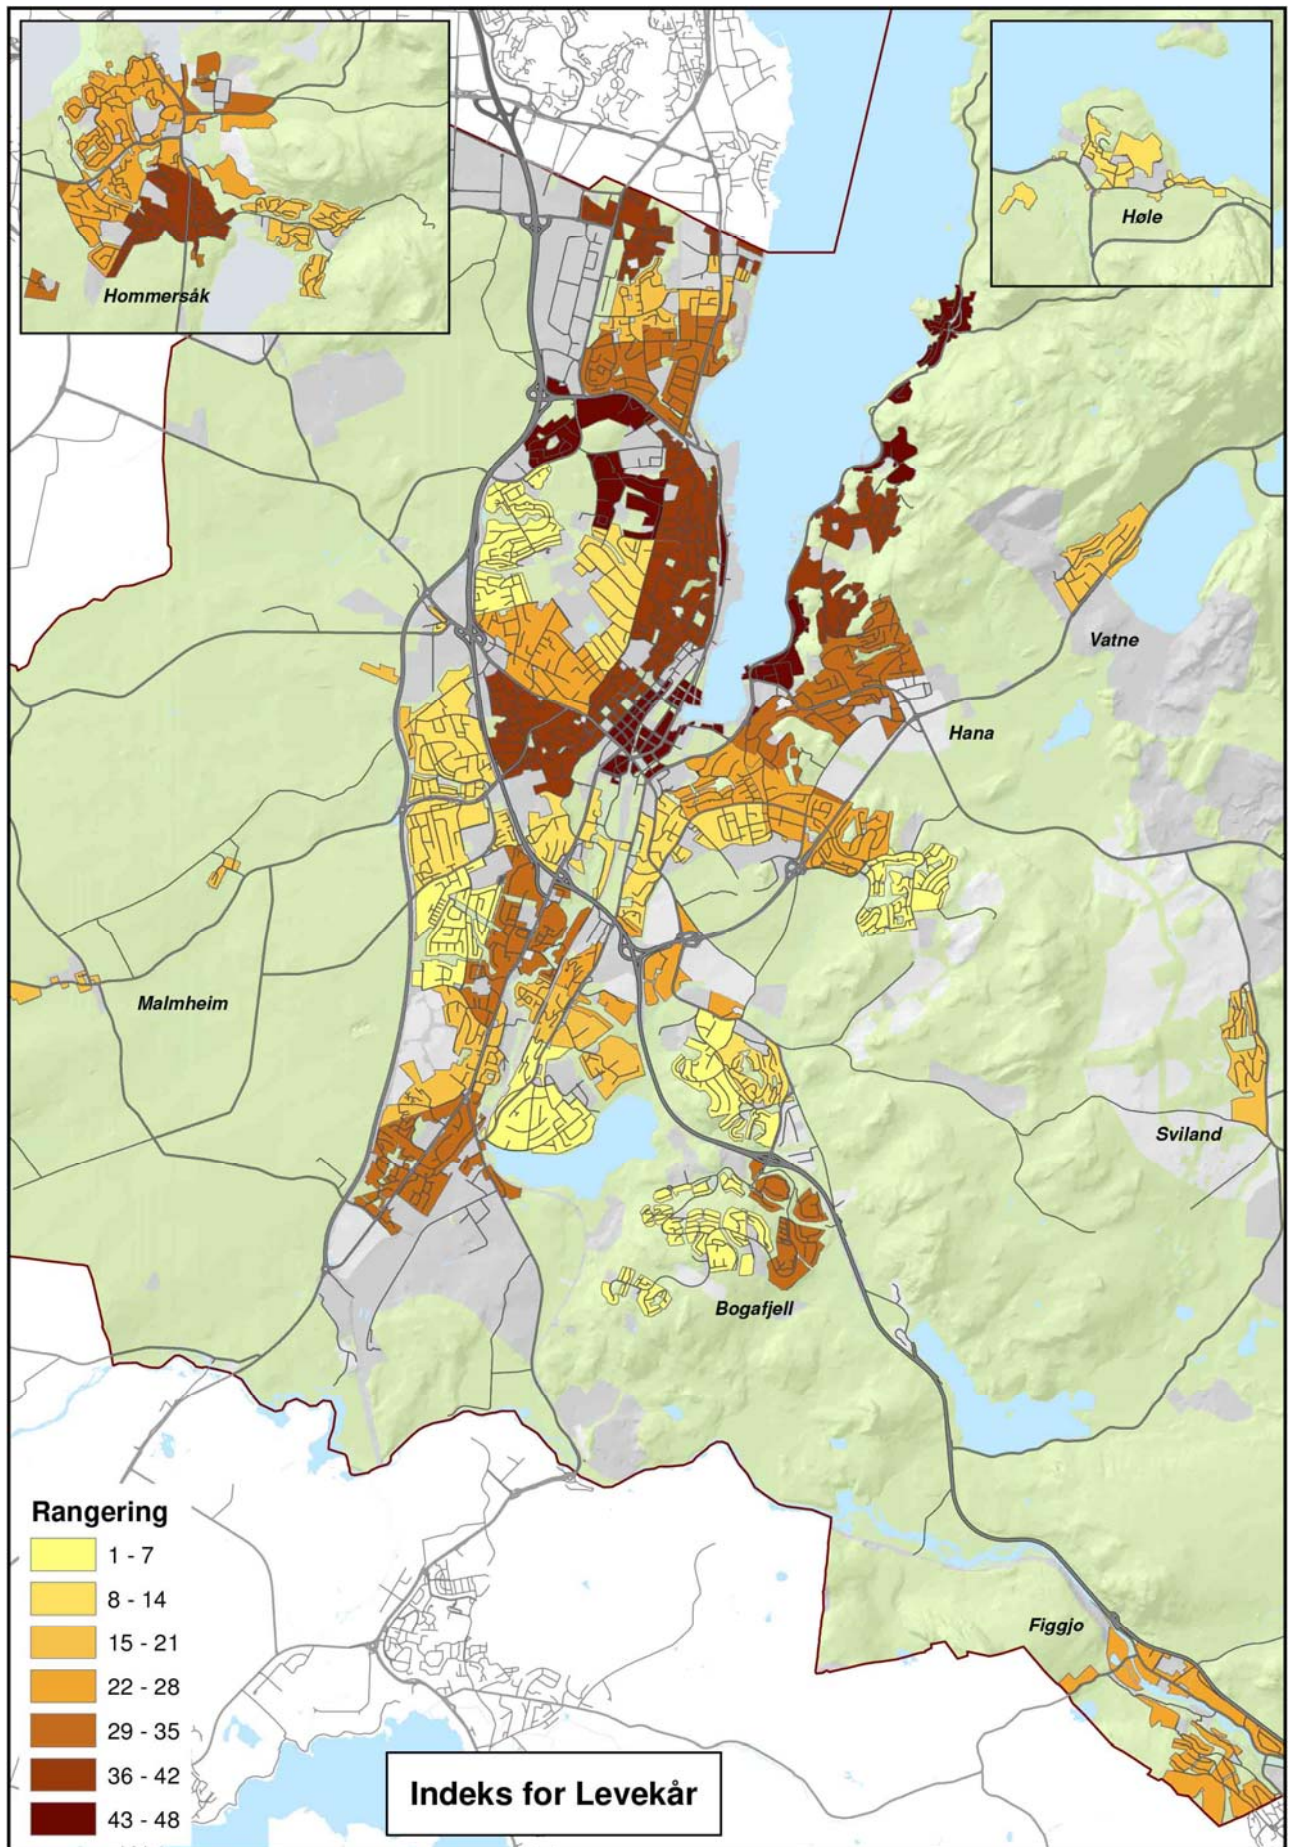 Hommersåk
Høle
Vatne
Hana
Malmheim
Sviland
Bogafjell
Figgjo
Rangering
1 - 7
8 - 14
15 - 21
22 - 28
29 - 35
36 - 42
43 - 48
Indeks for Levekår